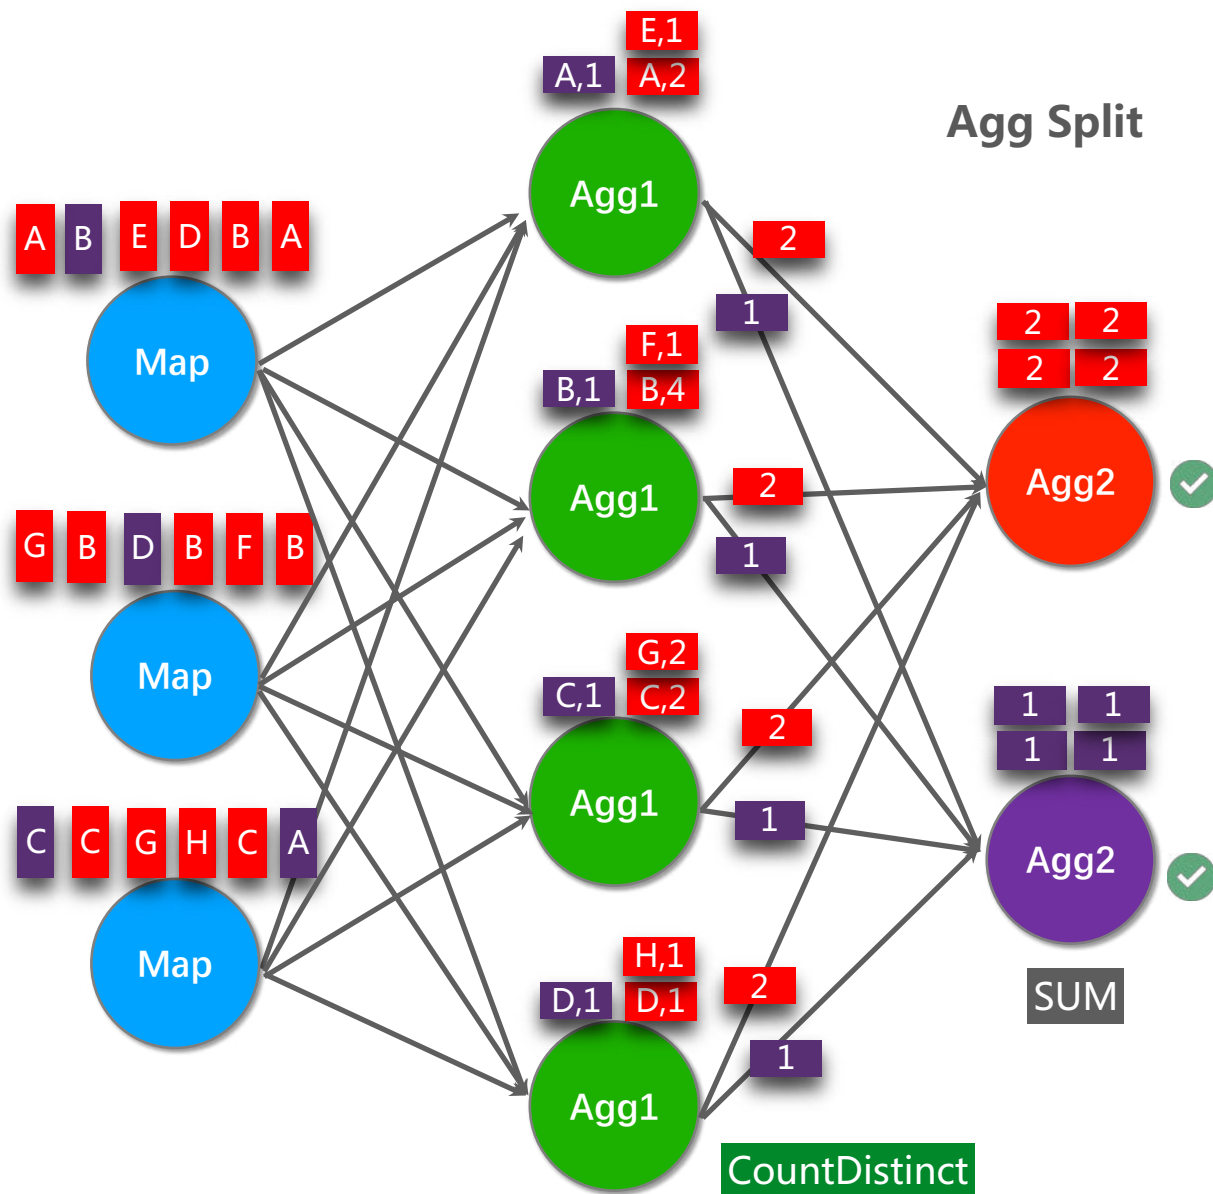 Agg Split
A B E D B A
Map
G B D B F B
Map
C C G H C A
Map
E,1
A,1 A,2
Agg1
F,1
B,1 B,4
Agg1
G,2
C,1 C,2
Agg1
H,1
D,1 D,1
Agg1
2
1
2
1
2
1
2
1
CountDistinct
2 2
2 2
Agg2
1 1
1 1
Agg2
SUM